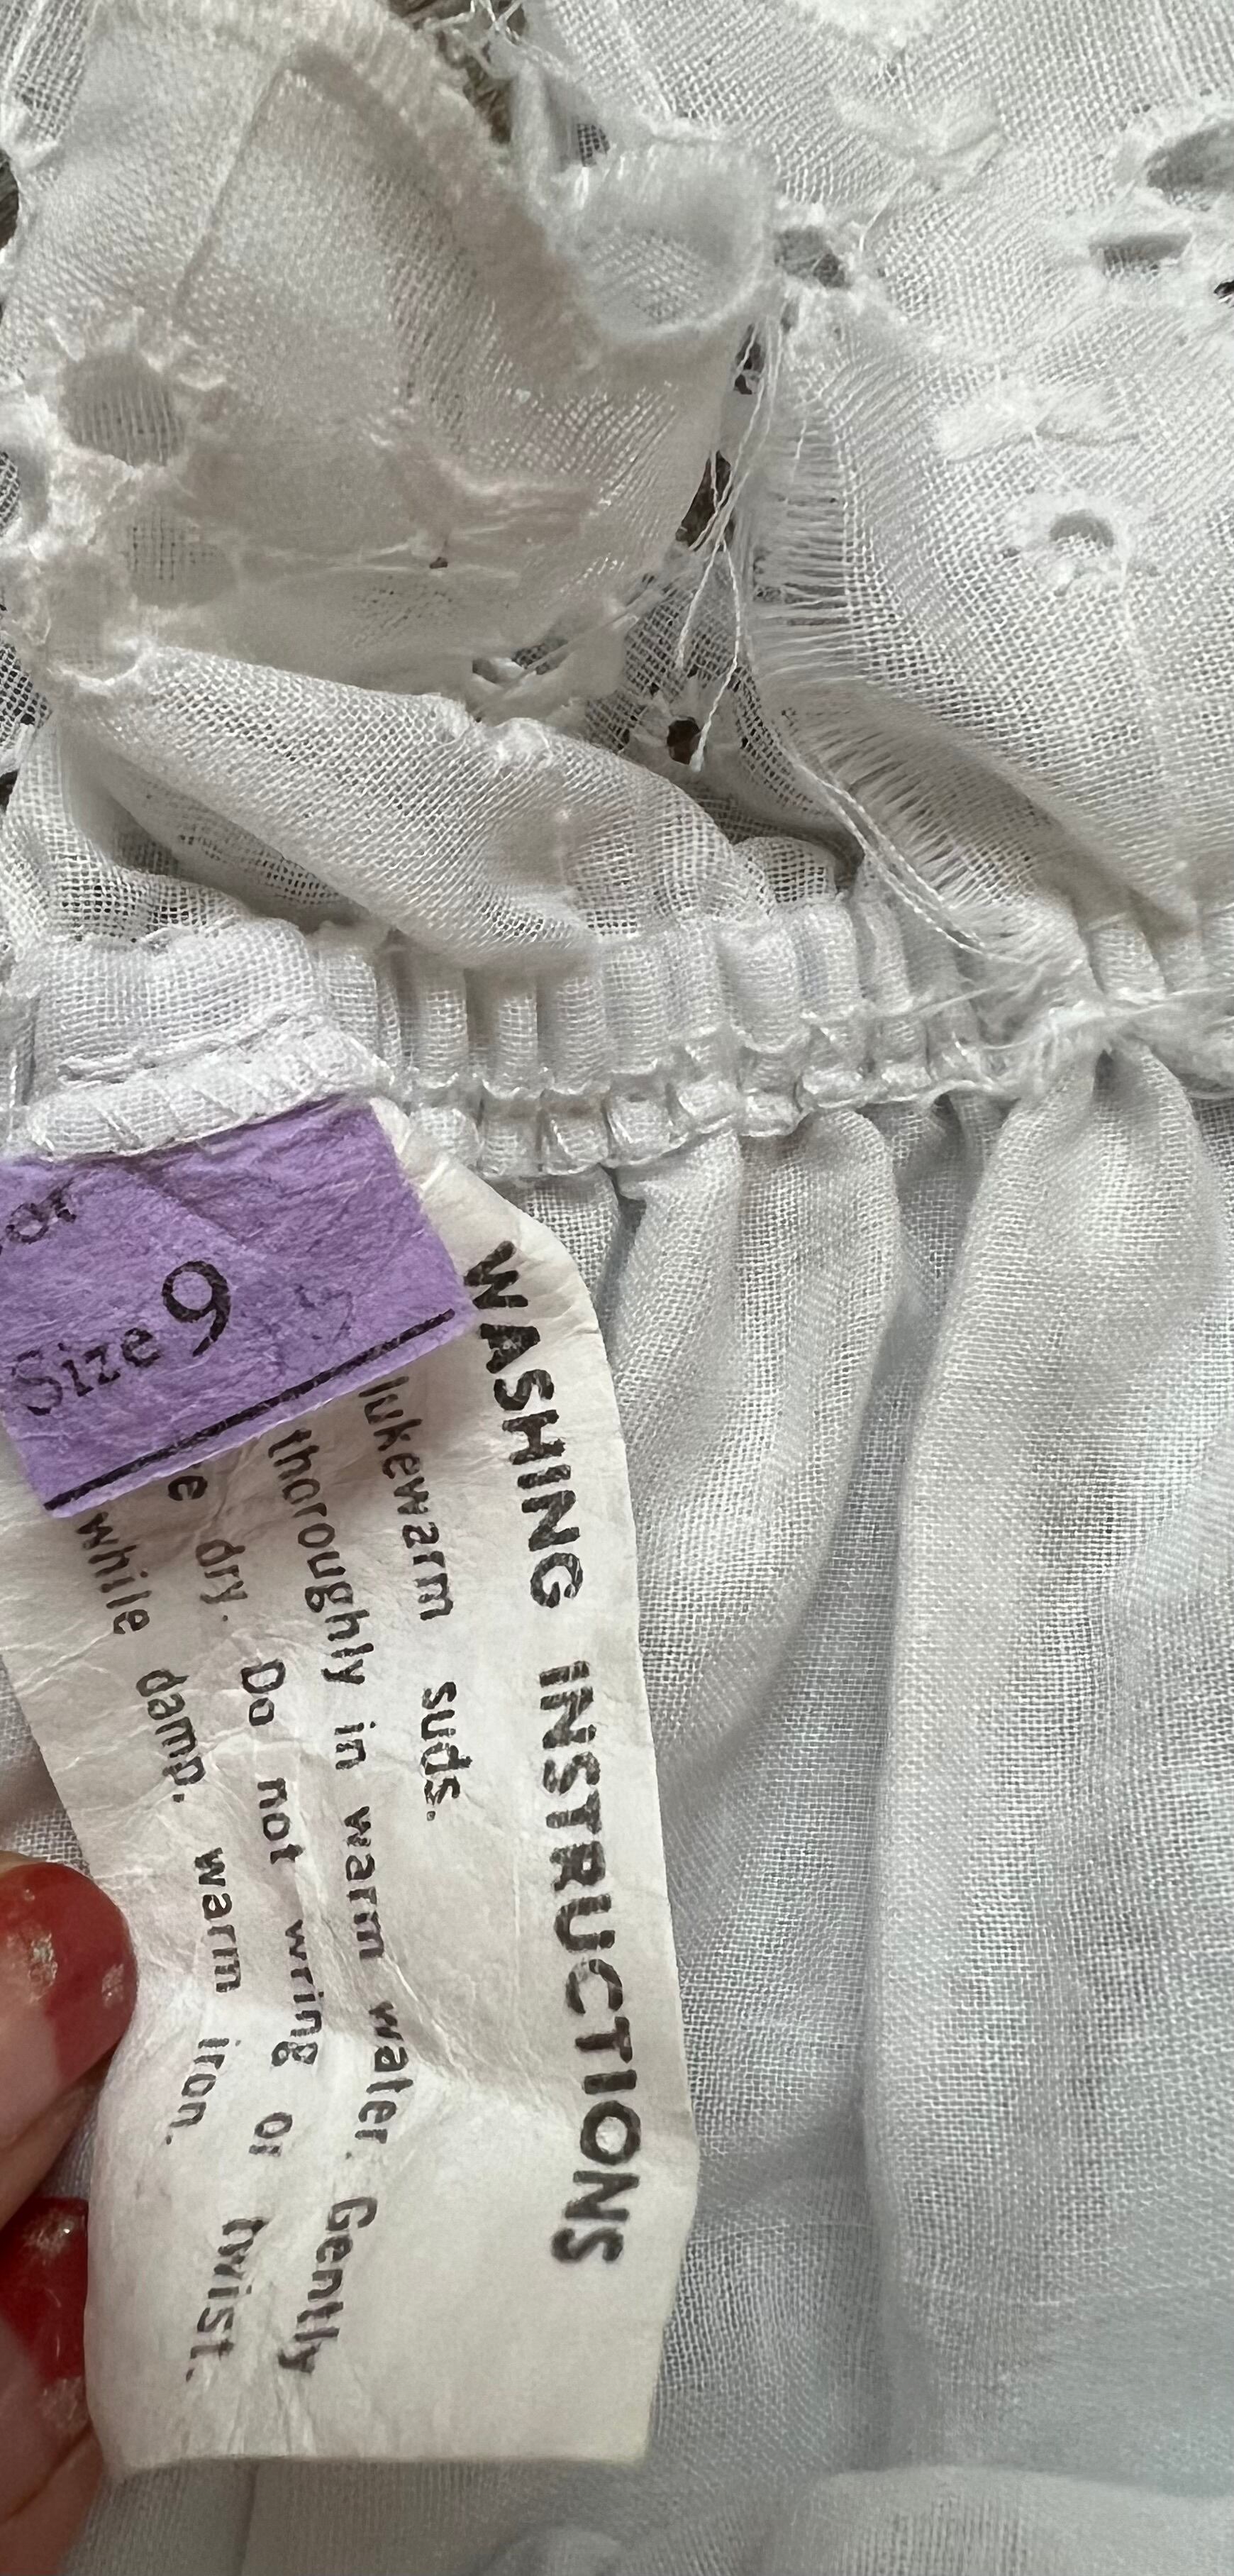 or
Size 9
WASHING INSTRUCTIONS
lukewarm suds.
thoroughly in warm water. Gently
e dry. Do not wring or twist.
while damp. warm iron.